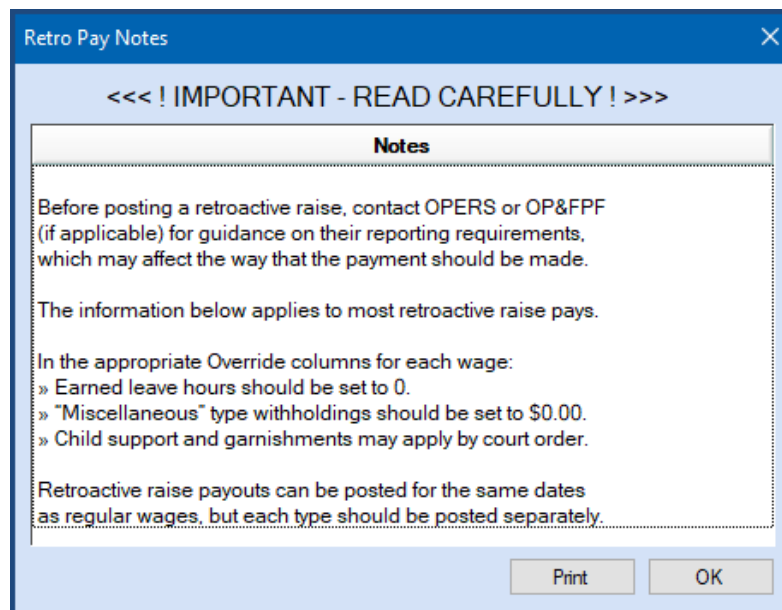 Retro Pay Notes
<<< ! IMPORTANT - READ CAREFULLY ! >>>
Notes
Before posting a retroactive raise, contact OPERS or OP&FPF
(if applicable) for guidance on their reporting requirements,
which may affect the way that the payment should be made.
The information below applies to most retroactive raise pays.
In the appropriate Override columns for each wage:
» Earned leave hours should be set to 0.
» "Miscellaneous" type withholdings should be set to $0.00.
» Child support and garnishments may apply by court order.
Retroactive raise payouts can be posted for the same dates
as regular wages, but each type should be posted separately.
Print OK